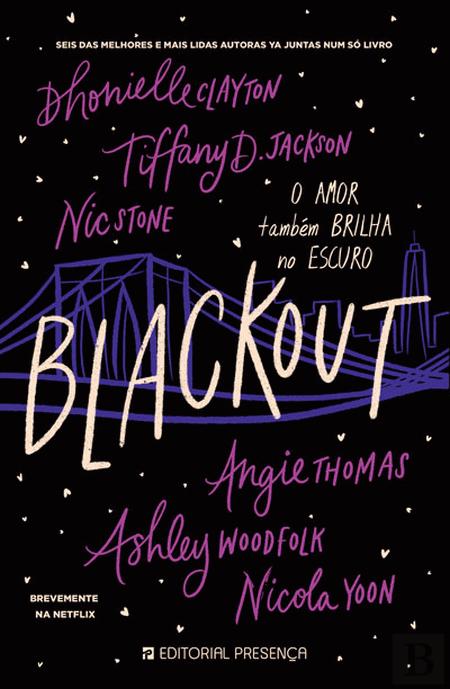 SEIS DAS MELHORES E MAIS LIDAS AUTORAS YA JUNTAS NUM SÓ LIVRO
Dhonielle CLAYTON
Tiffany D. JACKSON
Nic STONE
O AMOR
também BRILHA
no ESCURO
BLACKOUT
Angie THOMAS
Ashley WOODFOLK
Nicola YOON
BREVEMENTE
NA NETFLIX
EDITORIAL PRESENÇA
B